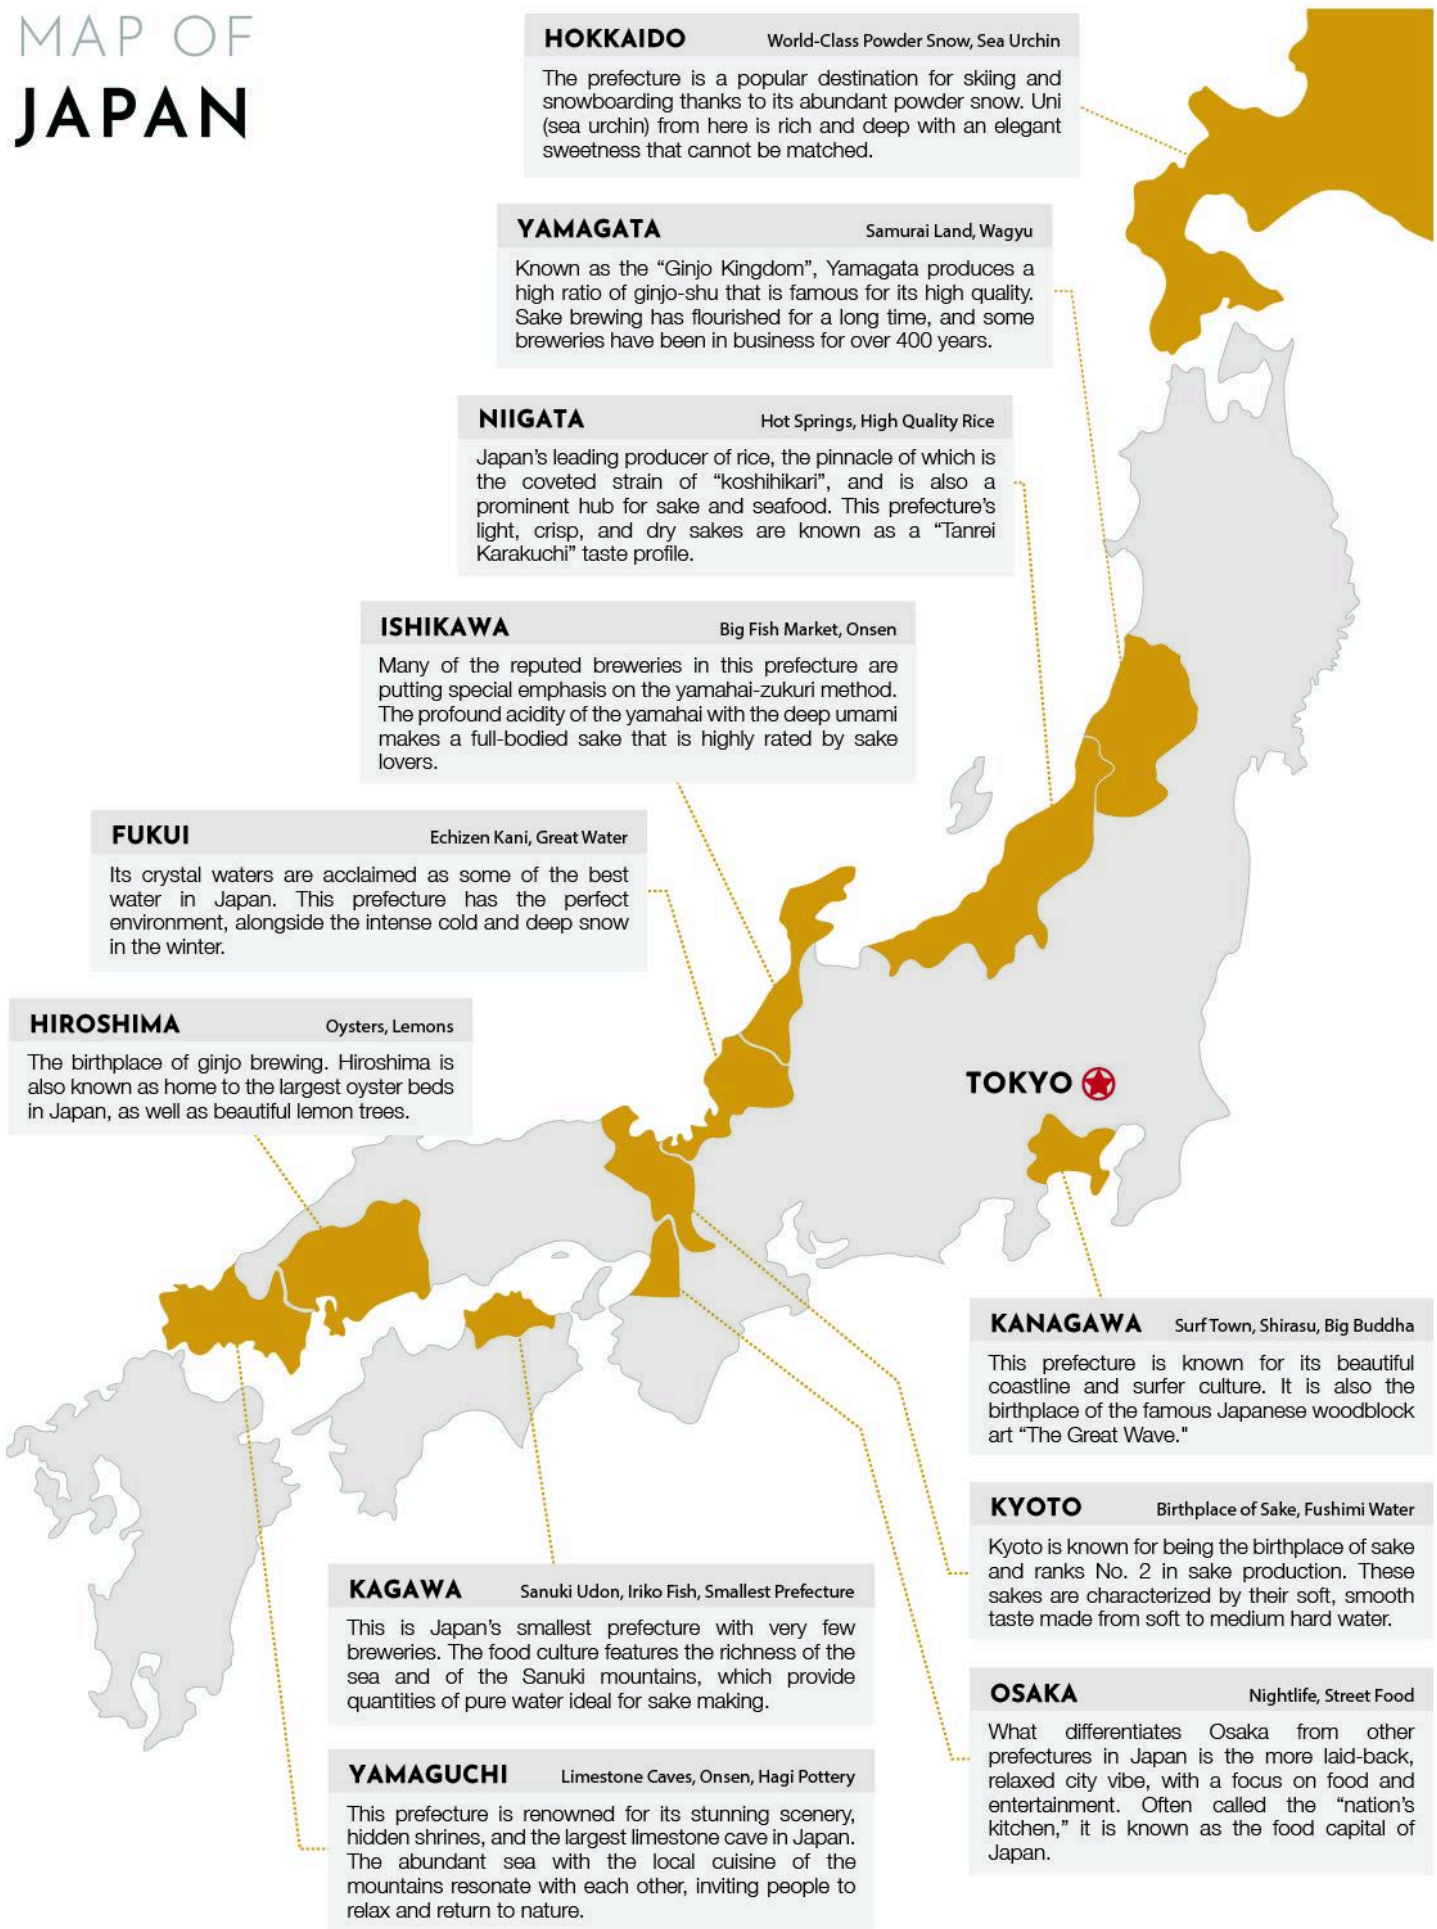 MAP OF
JAPAN
HOKKAIDO World-Class Powder Snow, Sea Urchin
The prefecture is a popular destination for skiing and
snowboarding thanks to its abundant powder snow. Uni
(sea urchin) from here is rich and deep with an elegant
sweetness that cannot be matched.
YAMAGATA Samurai Land, Wagyu
Known as the “Ginjo Kingdom”, Yamagata produces a
high ratio of ginjo-shu that is famous for its high quality.
Sake brewing has flourished for a long time, and some
breweries have been in business for over 400 years.
NIIGATA Hot Springs, High Quality Rice
Japan’s leading producer of rice, the pinnacle of which is
the coveted strain of “koshihikari”, and is also a
prominent hub for sake and seafood. This prefecture’s
light, crisp, and dry sakes are known as a “Tanrei
Karakuchi” taste profile.
ISHIKAWA Big Fish Market, Onsen
Many of the reputed breweries in this prefecture are
putting special emphasis on the yamahai-zukuri method.
The profound acidity of the yamahai with the deep umami
makes a full-bodied sake that is highly rated by sake
lovers.
FUKUI Echizen Kani, Great Water
Its crystal waters are acclaimed as some of the best
water in Japan. This prefecture has the perfect
environment, alongside the intense cold and deep snow
in the winter.
HIROSHIMA Oysters, Lemons
The birthplace of ginjo brewing. Hiroshima is
also known as home to the largest oyster beds
in Japan, as well as beautiful lemon trees.
TOKYO
KANAGAWA Surf Town, Shirasu, Big Buddha
This prefecture is known for its beautiful
coastline and surfer culture. It is also the
birthplace of the famous Japanese woodblock
art “The Great Wave."
KYOTO Birthplace of Sake, Fushimi Water
Kyoto is known for being the birthplace of sake
and ranks No. 2 in sake production. These
sakes are characterized by their soft, smooth
taste made from soft to medium hard water.
KAGAWA Sanuki Udon, Iriko Fish, Smallest Prefecture
This is Japan’s smallest prefecture with very few
breweries. The food culture features the richness of the
sea and of the Sanuki mountains, which provide
quantities of pure water ideal for sake making.
OSAKA Nightlife, Street Food
What differentiates Osaka from other
prefectures in Japan is the more laid-back,
relaxed city vibe, with a focus on food and
entertainment. Often called the “nation’s
kitchen,” it is known as the food capital of
Japan.
YAMAGUCHI Limestone Caves, Onsen, Hagi Pottery
This prefecture is renowned for its stunning scenery,
hidden shrines, and the largest limestone cave in Japan.
The abundant sea with the local cuisine of the
mountains resonate with each other, inviting people to
relax and return to nature.